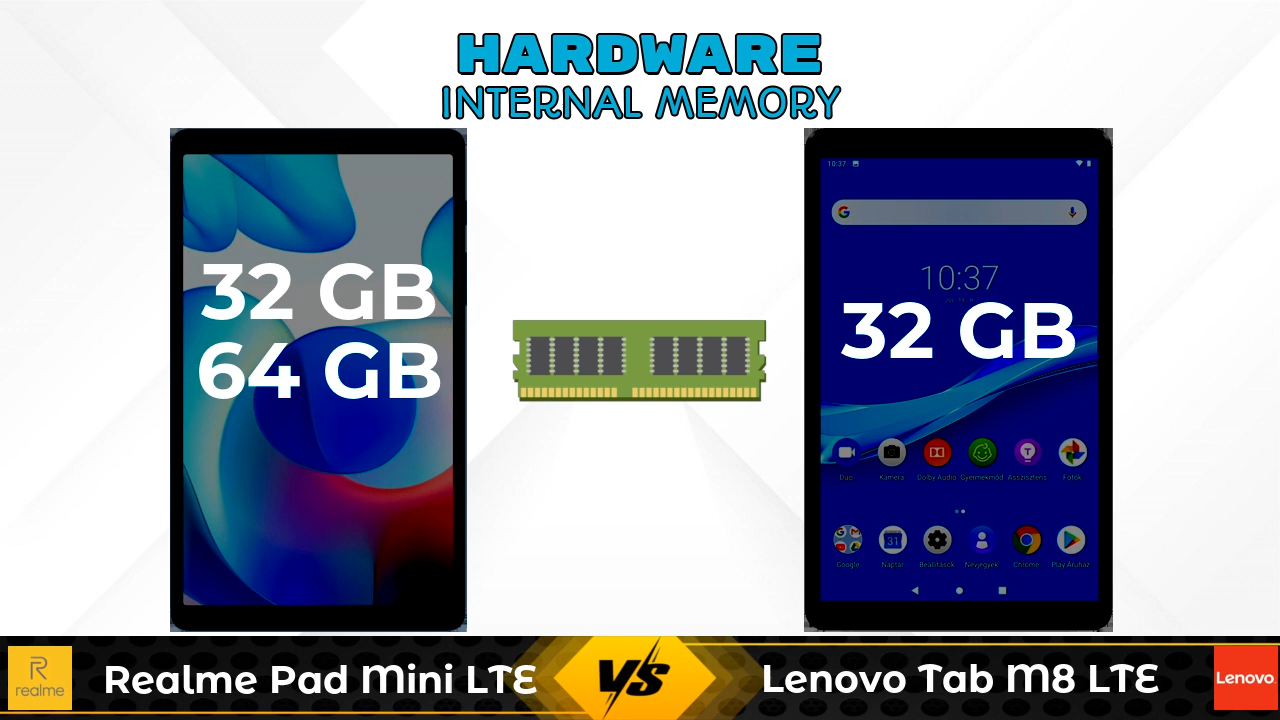 HARDWARE
INTERNAL MEMORY
32 GB
64 GB
10:37
10:37
32 GB
Duo Kamera Dolby Audio Gyermekmód Asszisztens Fotók
31
Google Naptár Beállítások Névjegyek Chrome Play Áruház
realme
Realme Pad Mini LTE
VS
Lenovo Tab M8 LTE
Lenovo